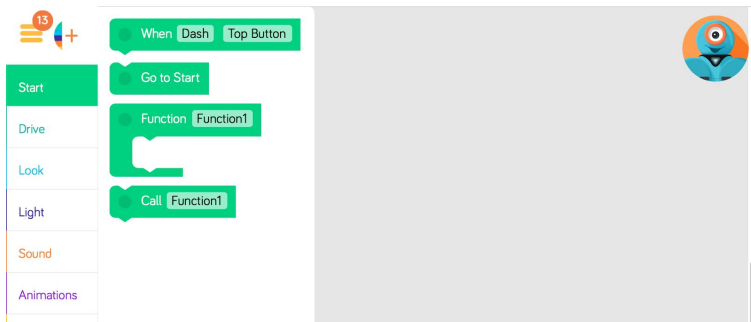 13
When Dash Top Button
Start
Go to Start
Drive
Function Function1
Look
Light
Call Function1
Sound
Animations